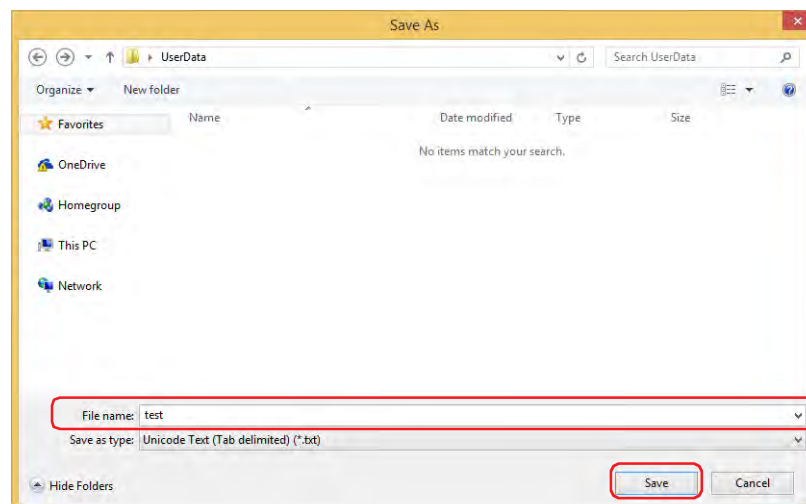 Save As
UserData
Search UserData
Organize
New folder
Name
Date modified
Type
Size
No items match your search.
Favorites
OneDrive
Homegroup
This PC
Network
File name: test
Save as type: Unicode Text (Tab delimited) (*.txt)
Hide Folders
Save
Cancel